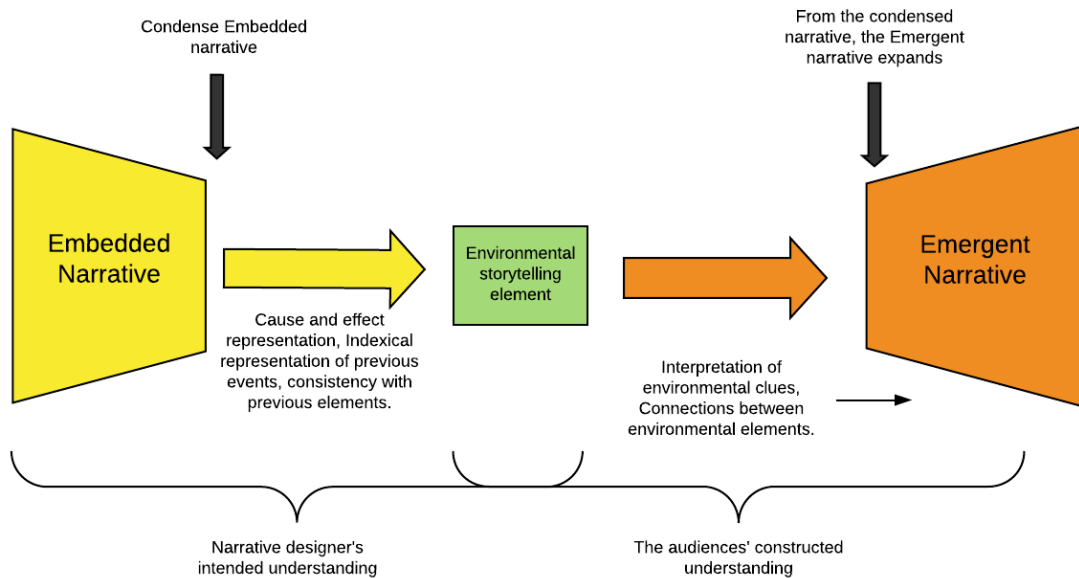 Condense Embedded
narrative
From the condensed
narrative, the Emergent
narrative expands
Embedded
Narrative
Environmental
storytelling
element
Emergent
Narrative
Cause and effect
representation, Indexical
representation of previous
events, consistency with
previous elements.
Interpretation of
environmental clues,
Connections between
environmental elements.
Narrative designer's
intended understanding
The audiences' constructed
understanding